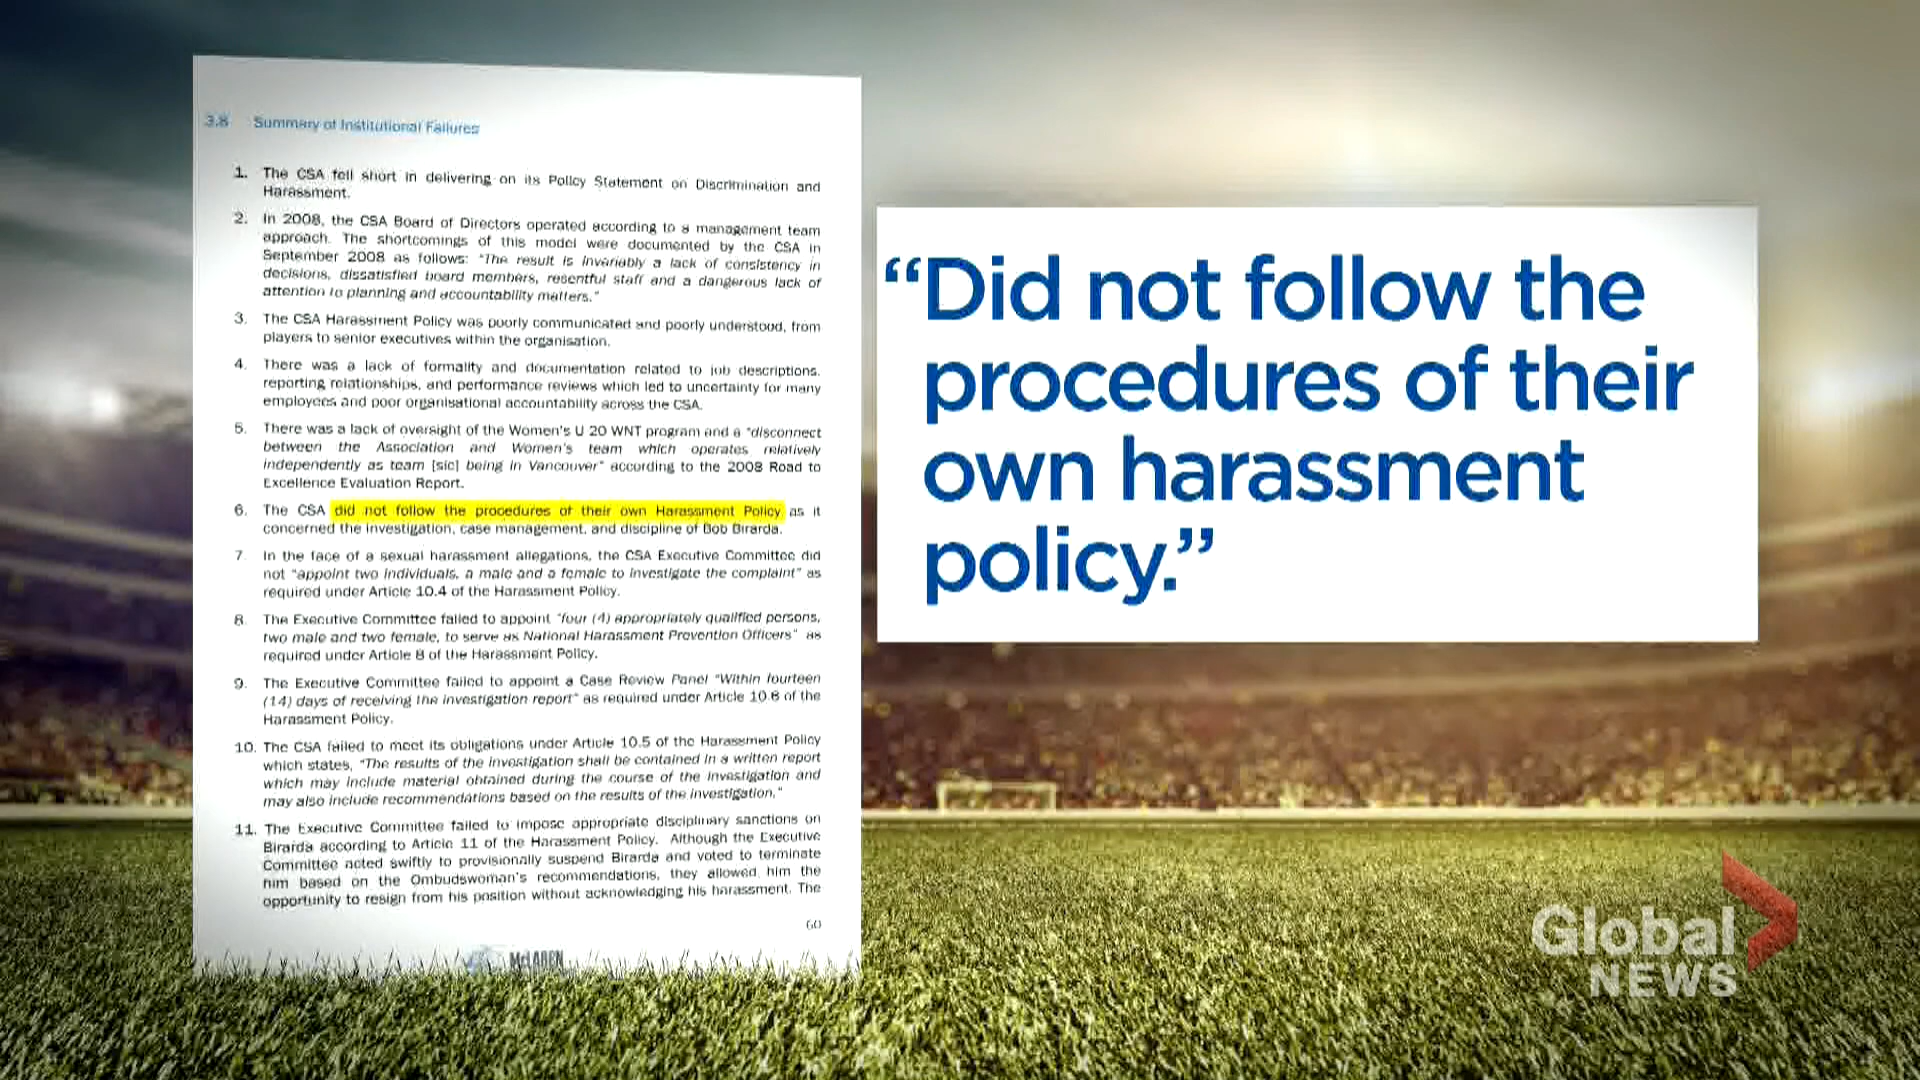 3.8 Summary of Institutional Failures
1. The CSA fell short in delivering on its Policy Statement on Discrimination and
Harassment.
2. In 2008, the CSA Board of Directors operated according to a management team
approach. The shortcomings of this model were documented by the CSA in
September 2008 as follows: "The result is invariably a lack of consistency in
decisions, dissatisfied board members, resentful staff and a dangerous lack of
attention to planning and accountability matters."
3. The CSA Harassment Policy was poorly communicated and poorly understood, from
players to senior executives within the organisation.
4. There was a lack of formality and documentation related to job descriptions,
reporting relationships, and performance reviews which led to uncertainty for many
employees and poor organisational accountability across the CSA.
5. There was a lack of oversight of the Women's U 20 WNT program and a "disconnect
between the Association and Women's team which operates relatively
independently as team [sic] being in Vancouver" according to the 2008 Road to
Excellence Evaluation Report.
6. The CSA did not follow the procedures of their own Harassment Policy as it
concerned the investigation, case management, and discipline of Bob Birarda.
7. In the face of a sexual harassment allegations, the CSA Executive Committee did
not "appoint two individuals, a male and a female to investigate the complaint" as
required under Article 10.4 of the Harassment Policy.
8. The Executive Committee failed to appoint "four (4) appropriately qualified persons,
two male and two female, to serve as National Harassment Prevention Officers" as
required under Article 8 of the Harassment Policy.
9. The Executive Committee failed to appoint a Case Review Panel "Within fourteen
(14) days of receiving the investigation report" as required under Article 10.6 of the
Harassment Policy.
10. The CSA failed to meet its obligations under Article 10.5 of the Harassment Policy
which states, "The results of the investigation shall be contained in a written report
which may include material obtained during the course of the investigation and
may also include recommendations based on the results of the investigation."
11. The Executive Committee failed to impose appropriate disciplinary sanctions on
Birarda according to Article 11 of the Harassment Policy. Although the Executive
Committee acted swiftly to provisionally suspend Birarda and voted to terminate
him based on the Ombudswoman's recommendations, they allowed him the
opportunity to resign from his position without acknowledging his harassment. The
60
McLAREN
“Did not follow the
procedures of their
own harassment
policy.”
Global
NEWS